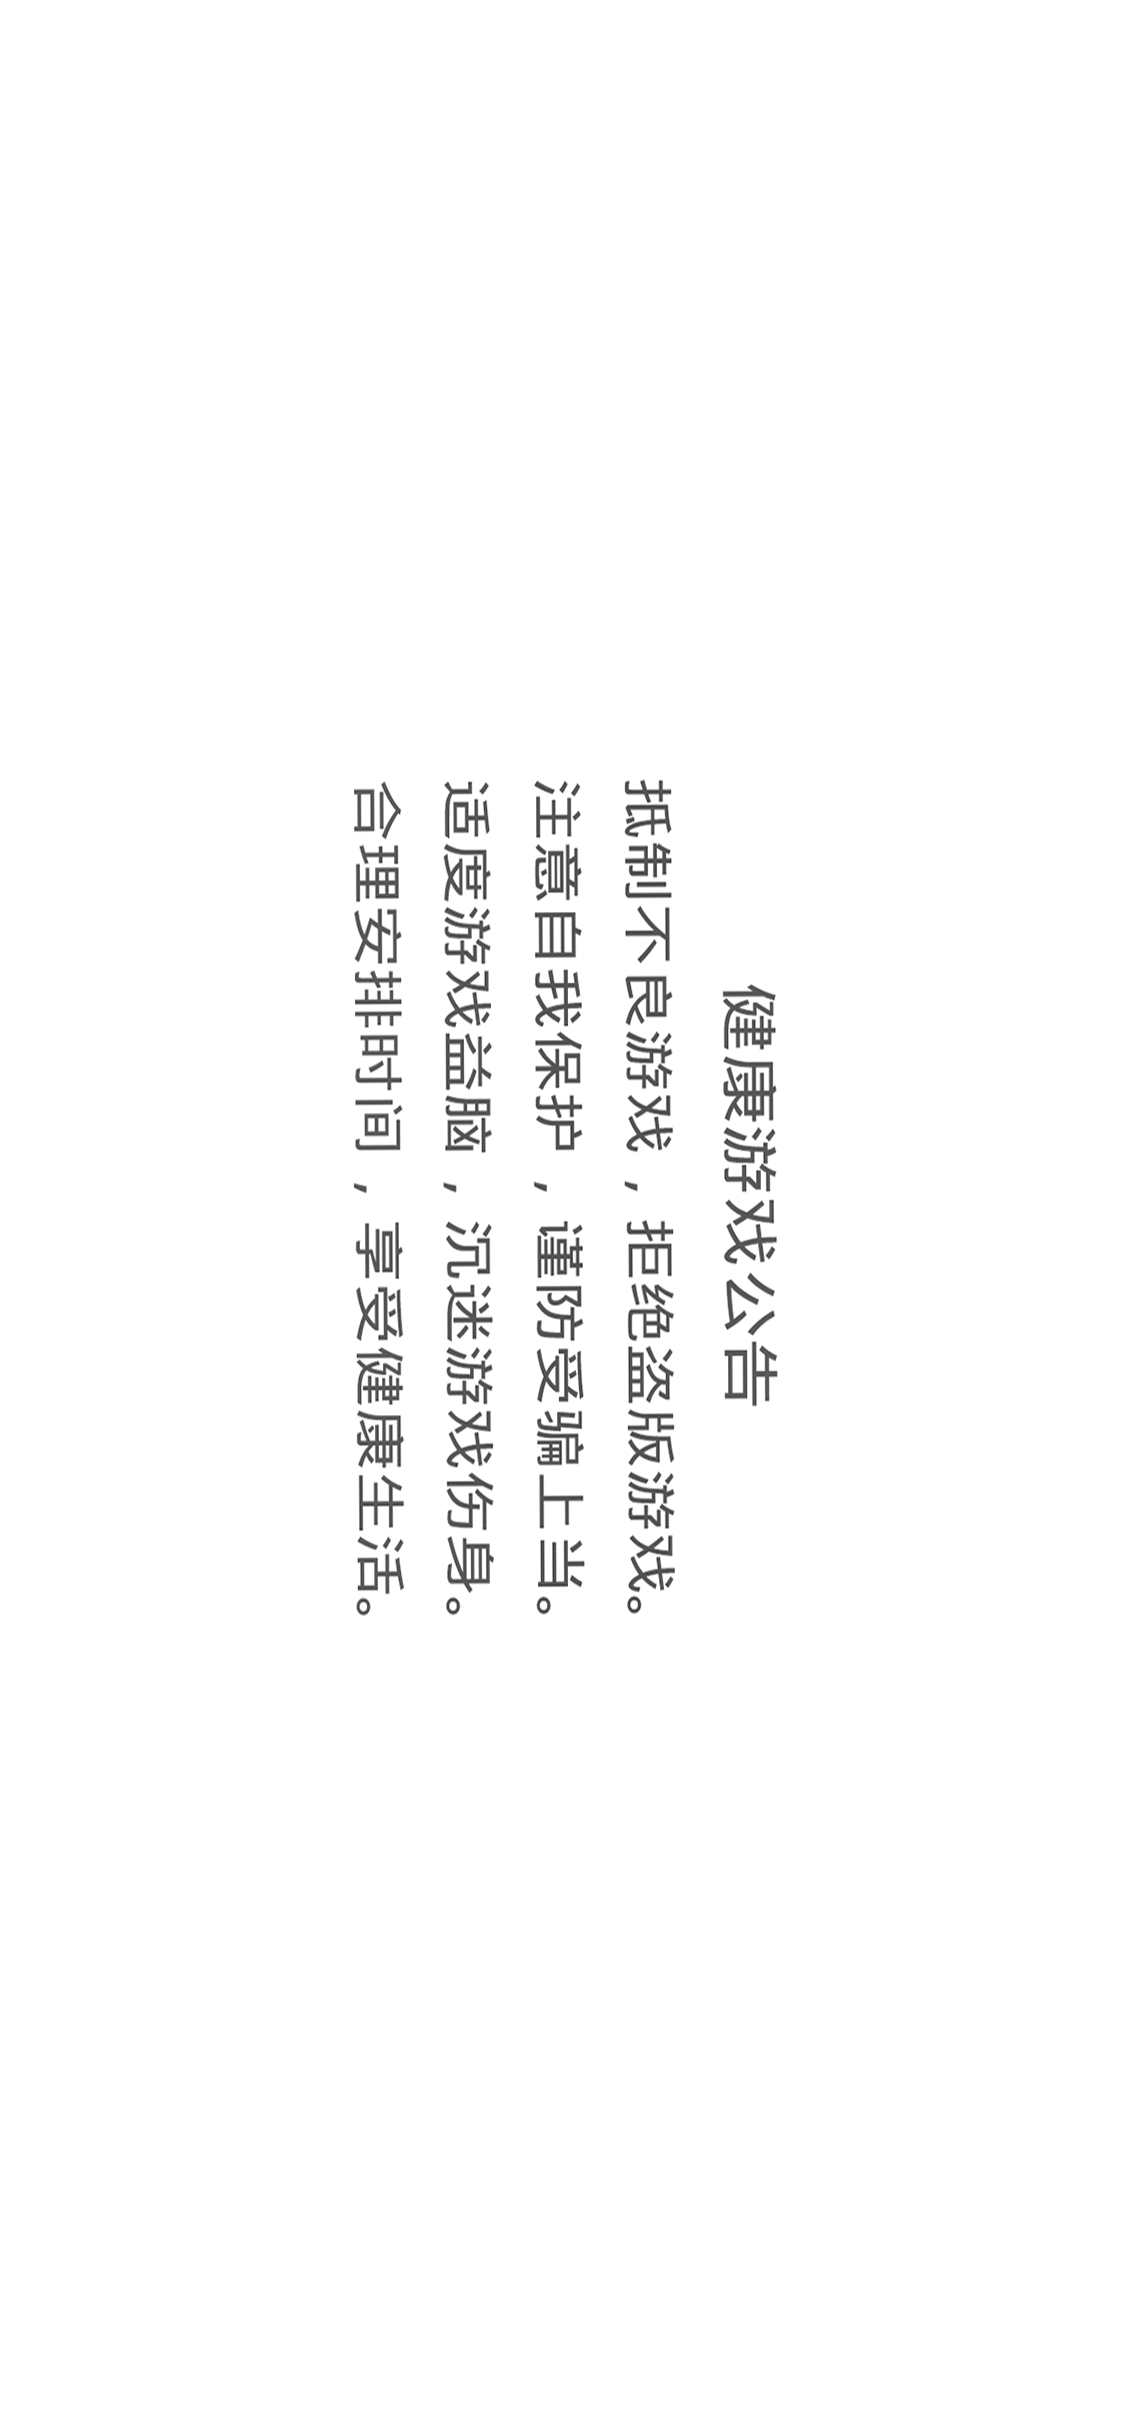 健康游戏公告
抵制不良游戏，拒绝盗版游戏。
注意自我保护，谨防受骗上当。
适度游戏益脑，沉迷游戏伤身。
合理安排时间，享受健康生活。